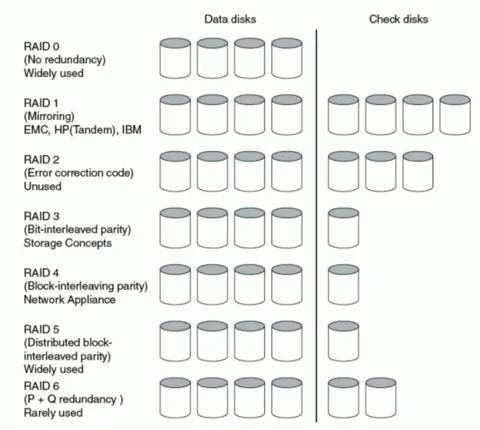 Data disks
Check disks
RAID 0
(No redundancy)
Widely used
RAID 1
(Mirroring)
EMC, HP(Tandem), IBM
RAID 2
(Error correction code)
Unused
RAID 3
(Bit-interleaved parity)
Storage Concepts
RAID 4
(Block-interleaving parity)
Network Appliance
RAID 5
(Distributed block-
interleaved parity)
Widely used
RAID 6
(P + Q redundancy )
Rarely used